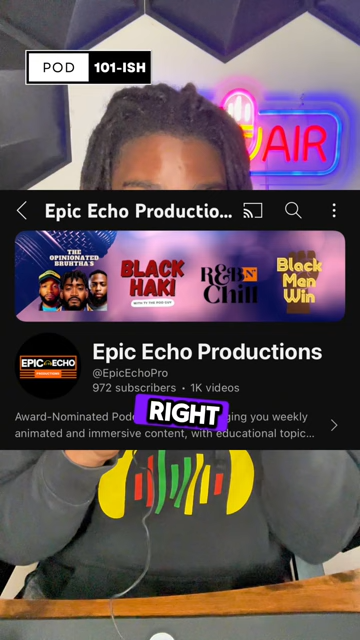 POD 101-ISH
AIR
Epic Echo Productio...
THE
OPINIONATED
BRUHTHA'S
BLACK
HAKI
R&B N'
Chill
Black
Men
Win
EPIC ECHO
PRODUCTIONS
Epic Echo Productions
@EpicEchoPro
972 subscribers • 1K videos
Award-Nominated Pod
RIGHT
ging you weekly
animated and immersive content, with educational topic...